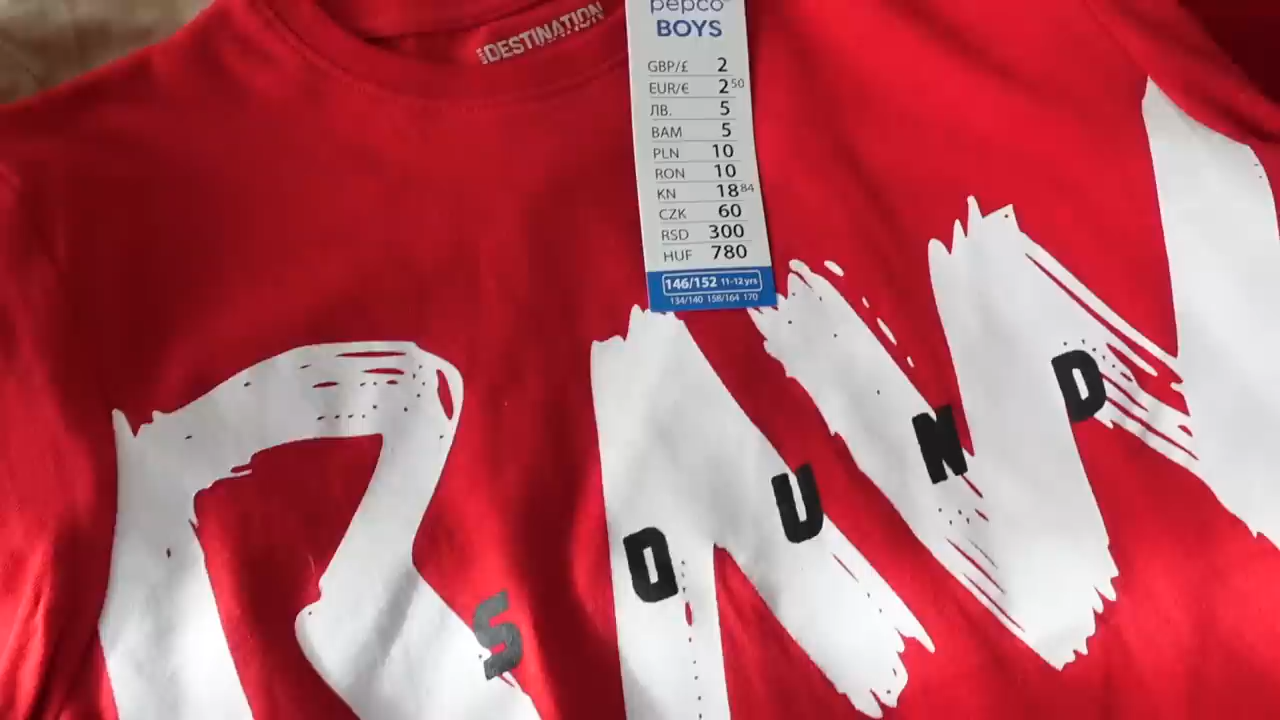 DESTINATION
pepco
BOYS
GBP/£ 2
EUR/€ 2 50
ЛВ. 5
BAM 5
PLN 10
RON 10
KN 18 84
CZK 60
RSD 300
HUF 780
146/152 11-12 yrs
134/140 158/164 170
RAW
SOUND